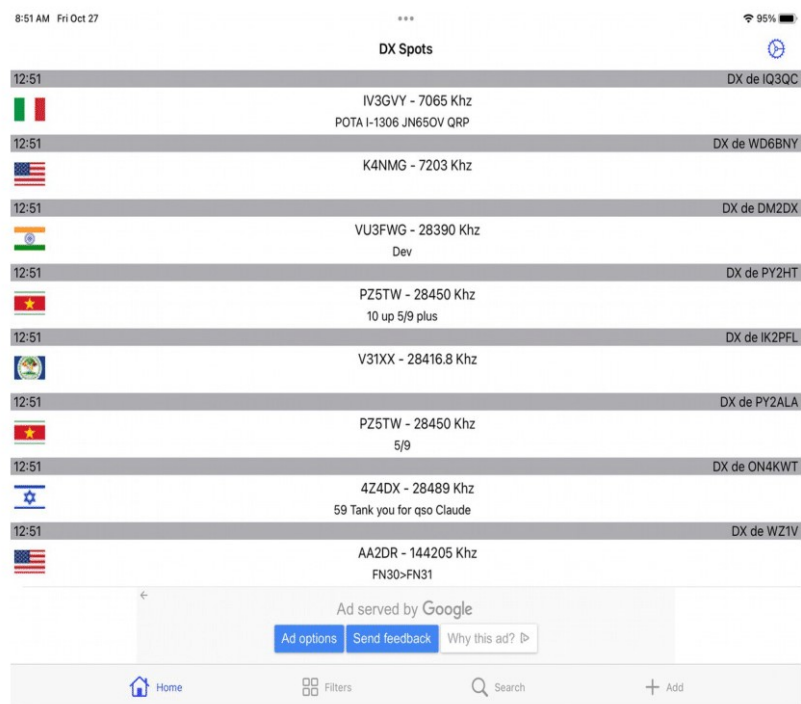 8:51 AM Fri Oct 27
95%
DX Spots
12:51 DX de IQ3QC
IV3GVY - 7065 Khz
POTA I-1306 JN65OV QRP
12:51 DX de WD6BNY
K4NMG - 7203 Khz
12:51 DX de DM2DX
VU3FWG - 28390 Khz
Dev
12:51 DX de PY2HT
PZ5TW - 28450 Khz
10 up 5/9 plus
12:51 DX de IK2PFL
V31XX - 28416.8 Khz
12:51 DX de PY2ALA
PZ5TW - 28450 Khz
5/9
12:51 DX de ON4KWT
4Z4DX - 28489 Khz
59 Tank you for qso Claude
12:51 DX de WZ1V
AA2DR - 144205 Khz
FN30>FN31
Ad served by Google
Ad options Send feedback Why this ad?
Home Filters Search Add